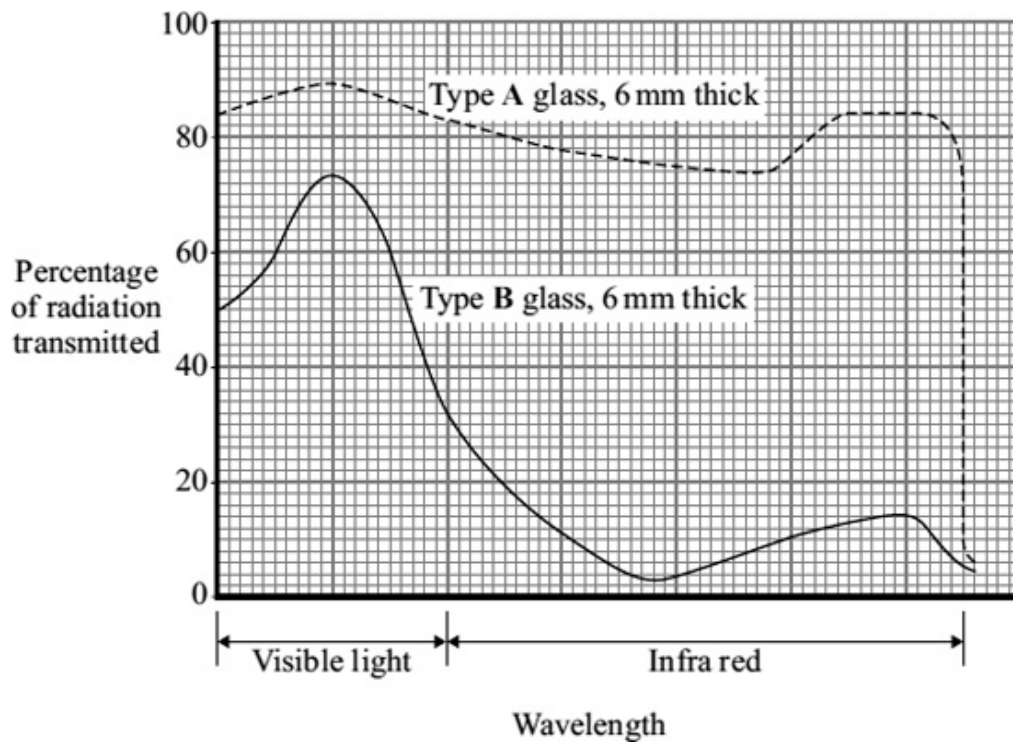 100
Type A glass, 6 mm thick
80
60
Percentage
of radiation
transmitted
Type B glass, 6 mm thick
40
20
0
Visible light
Infra red
Wavelength